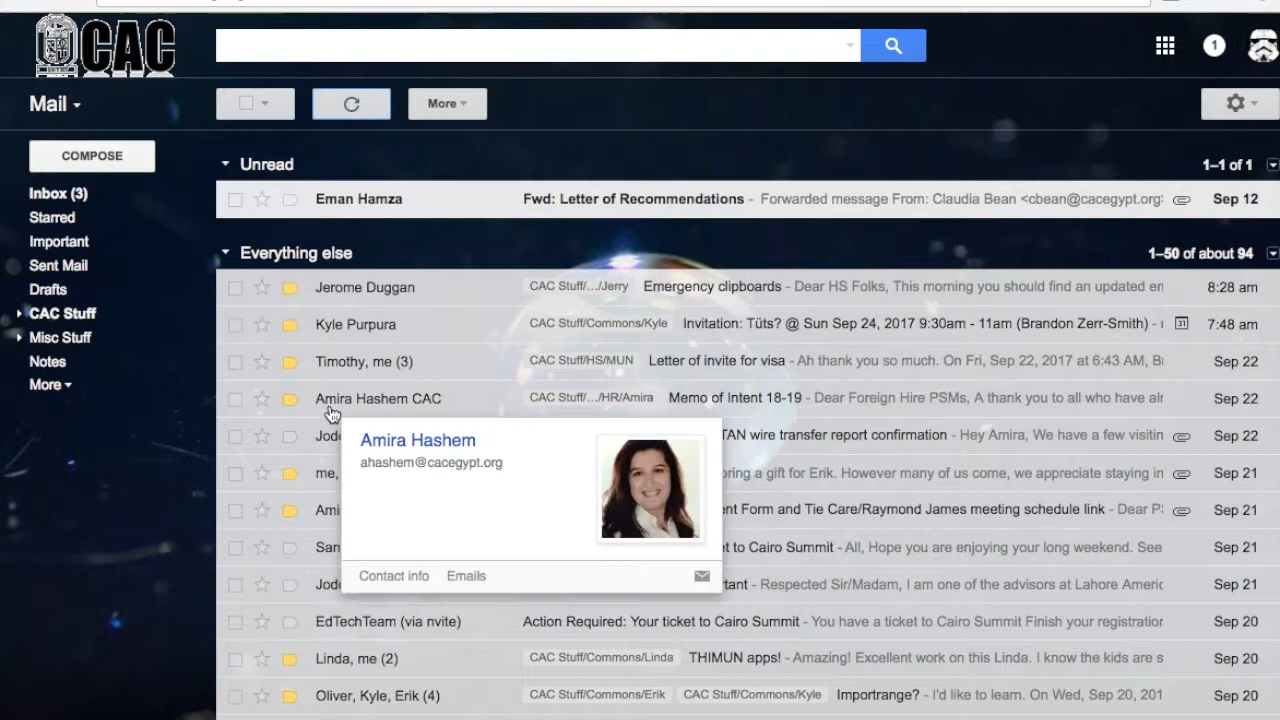 CAC
1
Mail
More
COMPOSE
Inbox (3)
Starred
Important
Sent Mail
Drafts
CAC Stuff
Misc Stuff
Notes
More
Unread 1–1 of 1
Eman Hamza Fwd: Letter of Recommendations - Forwarded message From: Claudia Bean <cbean@cacegypt.org> Sep 12
Everything else 1–50 of about 94
Jerome Duggan CAC Stuff/.../Jerry Emergency clipboards - Dear HS Folks, This morning you should find an updated en 8:28 am
Kyle Purpura CAC Stuff/Commons/Kyle Invitation: Tüts? @ Sun Sep 24, 2017 9:30am - 11am (Brandon Zerr-Smith) - 31 7:48 am
Timothy, me (3) CAC Stuff/HS/MUN Letter of invite for visa - Ah thank you so much. On Fri, Sep 22, 2017 at 6:43 AM, Sep 22
Amira Hashem CAC CAC Stuff/.../HR/Amira Memo of Intent 18-19 - Dear Foreign Hire PSMs, A thank you to all who have Sep 22
Jod TAN wire transfer report confirmation - Hey Amira, We have a few visitin Sep 22
me, oring a gift for Erik. However many of us come, we appreciate staying in Sep 21
Ami nt Form and Tie Care/Raymond James meeting schedule link - Dear Sep 21
San et to Cairo Summit - All, Hope you are enjoying your long weekend. See Sep 21
Jod tant - Respected Sir/Madam, I am one of the advisors at Lahore Americ Sep 21
EdTechTeam (via nvite) Action Required: Your ticket to Cairo Summit - You have a ticket to Cairo Summit Finish your registration Sep 20
Linda, me (2) CAC Stuff/Commons/Linda THIMUN apps! - Amazing! Excellent work on this Linda. I know the kids are s Sep 20
Oliver, Kyle, Erik (4) CAC Stuff/Commons/Erik CAC Stuff/Commons/Kyle Importrange? - I'd like to learn. On Wed, Sep 20, 201 Sep 20
Amira Hashem
ahashem@cacegypt.org
Contact info Emails